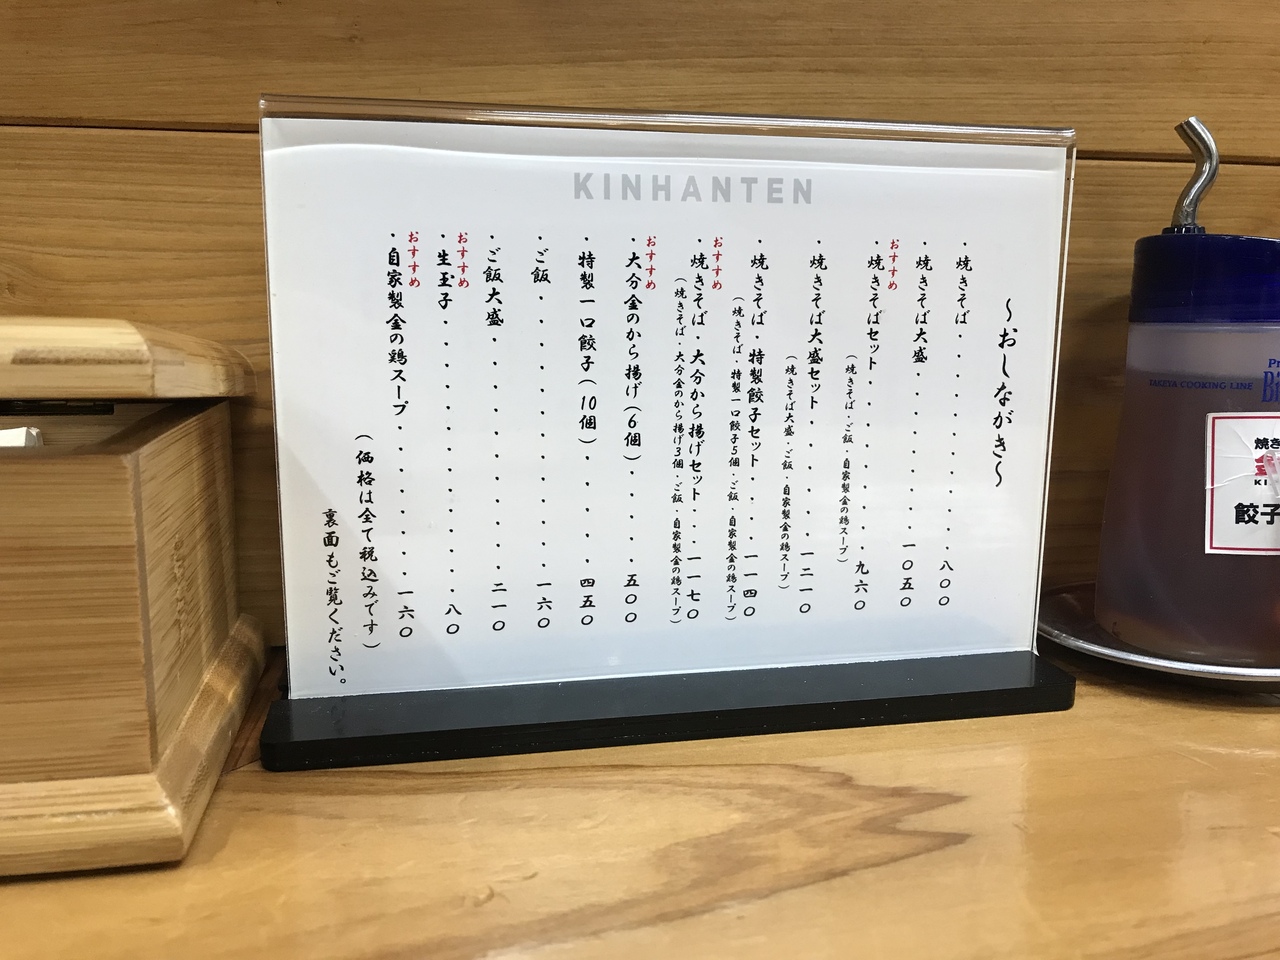 KINHANTEN
〜おしながき〜
・焼きそば・・・・・・・・・八〇〇
・焼きそば大盛・・・・・・・一〇五〇
おすすめ
・焼きそばセット・・・・・・・九六〇
(焼きそば・ご飯・自家製金の鶏スープ)
・焼きそば大盛セット・・・・・一二一〇
(焼きそば大盛・ご飯・自家製金の鶏スープ)
・焼きそば・特製餃子セット・・・一一四〇
(焼きそば・特製一口餃子5個・ご飯・自家製金の鶏スープ)
おすすめ
・焼きそば・大分から揚げセット・・一一七〇
(焼きそば・大分金のから揚げ3個・ご飯・自家製金の鶏スープ)
おすすめ
・大分金のから揚げ(6個)・・・・五〇〇
・特製一口餃子(10個)・・・・・四五〇
・ご飯・・・・・・・・・・・一六〇
・ご飯大盛・・・・・・・・・二一〇
おすすめ
・生玉子・・・・・・・・・・八〇
おすすめ
・自家製金の鶏スープ・・・・・・一六〇
(価格は全て税込みです)
裏面もご覧ください。
TAKEYA COOKING LINE
餃子